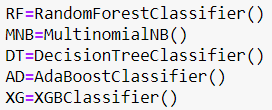 RF=RandomForestClassifier()
MNB=MultinomialNB()
DT=DecisionTreeClassifier()
AD=AdaBoostClassifier()
XG=XGBClassifier()